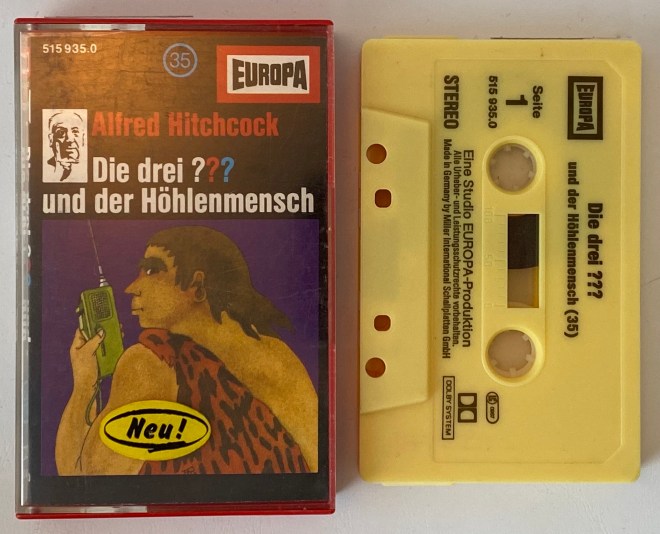 515 935.0
35
EUROPA
Alfred Hitchcock
Die drei ???
und der Höhlenmensch
Neu!
EUROPA
Die drei ???
und der Höhlenmensch (35)
Seite
1
515 935.0
STEREO
Eine Studio EUROPA-Produktion
Alle Urheber- und Leistungsschutzrechte vorbehalten.
Made in Germany by Miller International Schallplatten GmbH
DOLBY SYSTEM